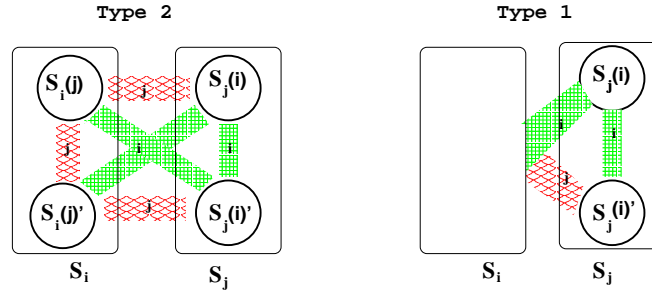 Type 2 Type 1
S_i(j) j S_j(i) S_j(i)
j i i i i
S_i(j)' j S_j(i)' j S_j(i)'
S_i S_j S_i S_j